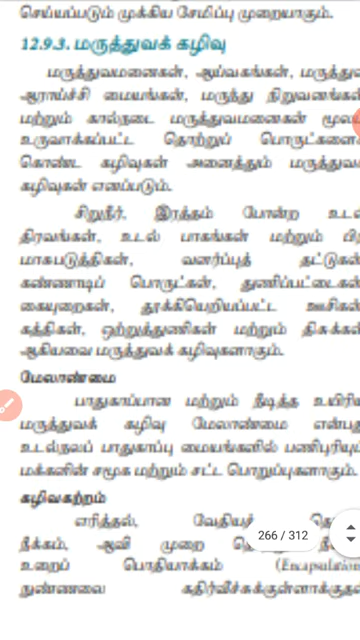 செய்யப்படும் முக்கிய சேமிப்பு முறையாகும்.
12.9.3. மருத்துவக் கழிவு
மருத்துவமனைகள், ஆய்வகங்கள், மருத்துவ
ஆராய்ச்சி மையங்கள், மருந்து நிறுவனங்கள்
மற்றும் கால்நடை மருத்துவமனைகள் மூலம்
உருவாக்கப்பட்ட தொற்றுப் பொருட்களைக்
கொண்ட கழிவுகள் அனைத்தும் மருத்துவக்
கழிவுகள் எனப்படும்.
சிறுநீர், இரத்தம் போன்ற உடல்
திரவங்கள், உடல் பாகங்கள் மற்றும் பிற
மாசுபடுத்திகள், வளர்ப்புத் தட்டுகள்
கண்ணாடிப் பொருட்கள், துணிப்பட்டைகள்
கையுறைகள், தூக்கியெறியப்பட்ட ஊசிகள்
கத்திகள், ஒற்றுத்துணிகள் மற்றும் திசுக்கள்
ஆகியவை மருத்துவக் கழிவுகளாகும்.
மேலாண்மை
பாதுகாப்பான மற்றும் நீடித்த உயிரி
மருத்துவக் கழிவு மேலாண்மை என்பது
உடல்நலப் பாதுகாப்பு மையங்களில் பணிபுரியும்
மக்களின் சமூக மற்றும் சட்ட பொறுப்புகளாகும்.
கழிவகற்றம்
எரித்தல், வேதியத்
நீக்கம், ஆவி முறை
உறைப் பொதியாக்கம் (Encapsulation
நுண்ணலை கதிர்வீச்சுக்குள்ளாக்குதல்
266 / 312